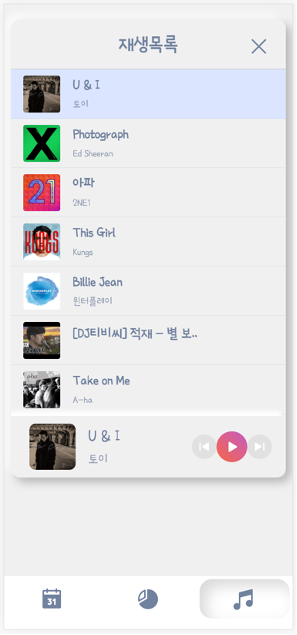 재생목록
U & I
토이
Photograph
Ed Sheeran
아파
2NE1
This Girl
Kungs
Billie Jean
윈터플레이
[DJ티비씨] 적재 - 별 보..
Take on Me
A-ha
U & I
토이
31